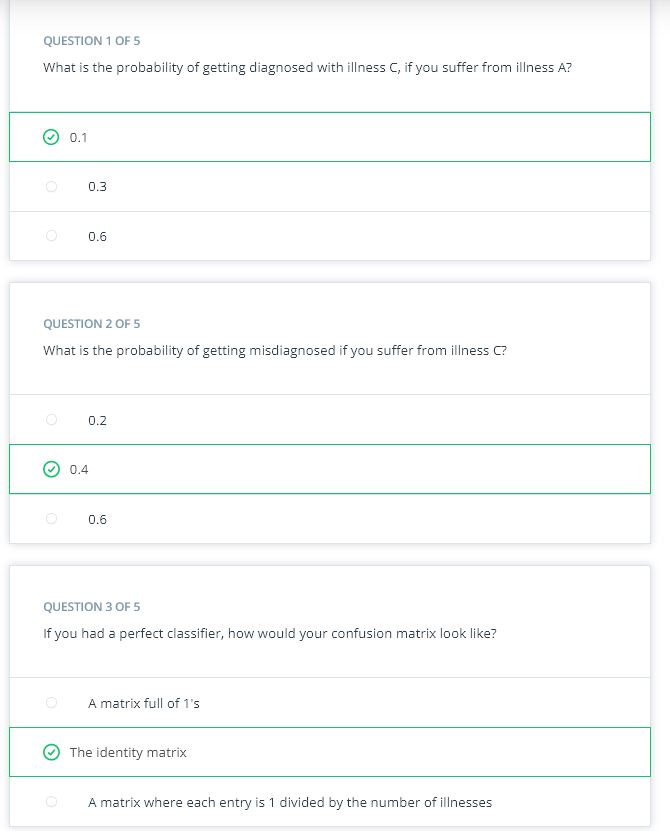 QUESTION 1 OF 5
What is the probability of getting diagnosed with illness C, if you suffer from illness A?
0.1
0.3
0.6
QUESTION 2 OF 5
What is the probability of getting misdiagnosed if you suffer from illness C?
0.2
0.4
0.6
QUESTION 3 OF 5
If you had a perfect classifier, how would your confusion matrix look like?
A matrix full of 1's
The identity matrix
A matrix where each entry is 1 divided by the number of illnesses